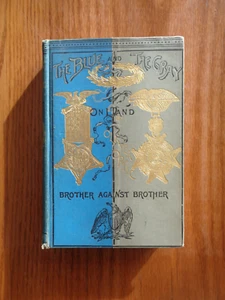 THE BLUE AND THE GRAY
ON LAND
BROTHER AGAINST BROTHER